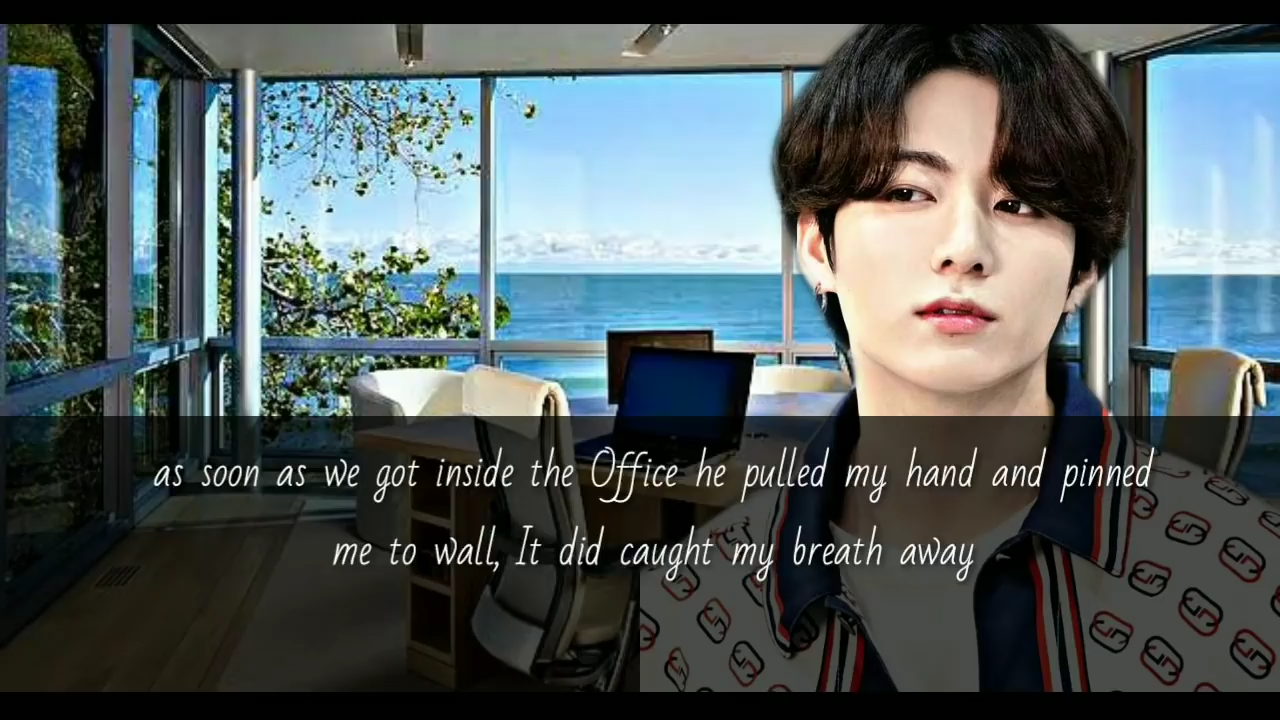 as soon as we got inside the Office he pulled my hand and pinned
me to wall, It did caught my breath away